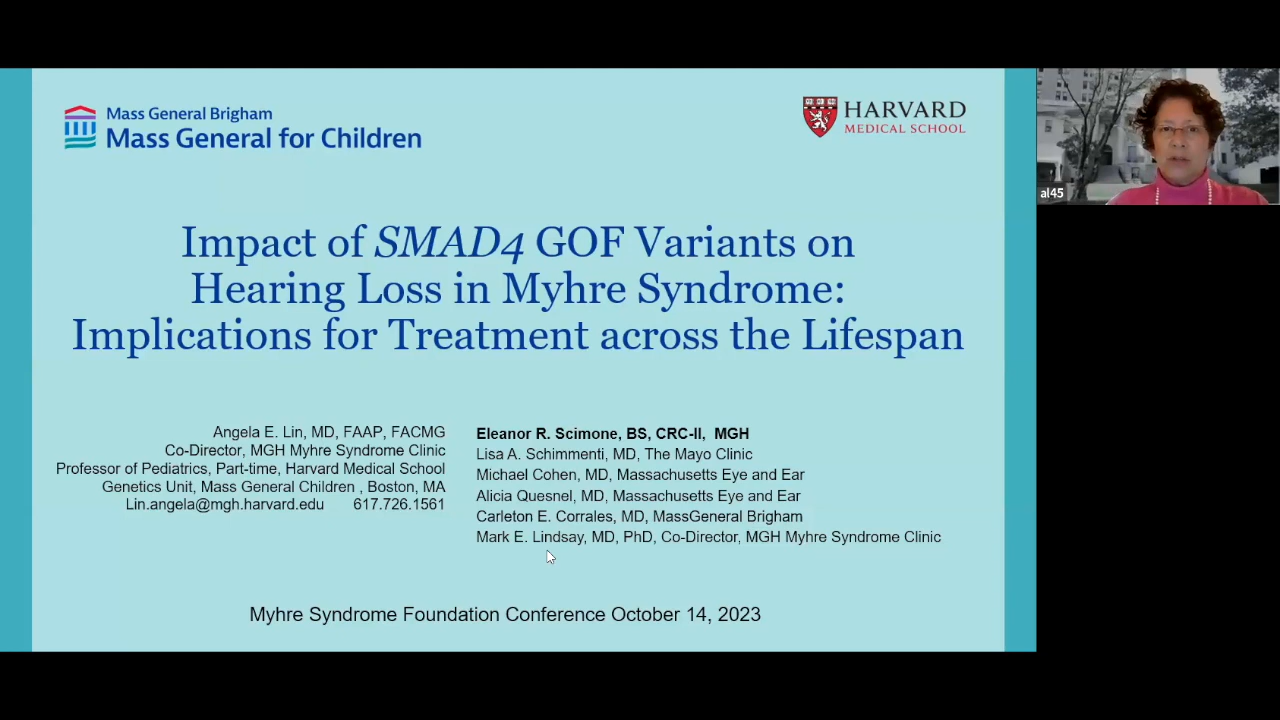 Mass General Brigham
Mass General for Children
HARVARD
MEDICAL SCHOOL
al45
Impact of SMAD4 GOF Variants on
Hearing Loss in Myhre Syndrome:
Implications for Treatment across the Lifespan
Angela E. Lin, MD, FAAP, FACMG
Co-Director, MGH Myhre Syndrome Clinic
Professor of Pediatrics, Part-time, Harvard Medical School
Genetics Unit, Mass General Children , Boston, MA
Lin.angela@mgh.harvard.edu 617.726.1561
Eleanor R. Scimone, BS, CRC-II, MGH
Lisa A. Schimmenti, MD, The Mayo Clinic
Michael Cohen, MD, Massachusetts Eye and Ear
Alicia Quesnel, MD, Massachusetts Eye and Ear
Carleton E. Corrales, MD, MassGeneral Brigham
Mark E. Lindsay, MD, PhD, Co-Director, MGH Myhre Syndrome Clinic
Myhre Syndrome Foundation Conference October 14, 2023